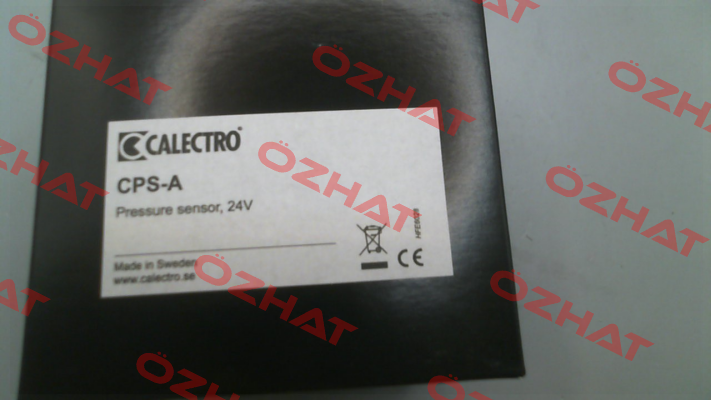 CALECTRO®
CPS-A
Pressure sensor, 24V
Made in Sweden
www.calectro.se
CE
ÖZHAT
ÖZHAT
ÖZHAT
ÖZHAT
ÖZHAT
ÖZHAT
ÖZHAT
ÖZHAT
ÖZHAT